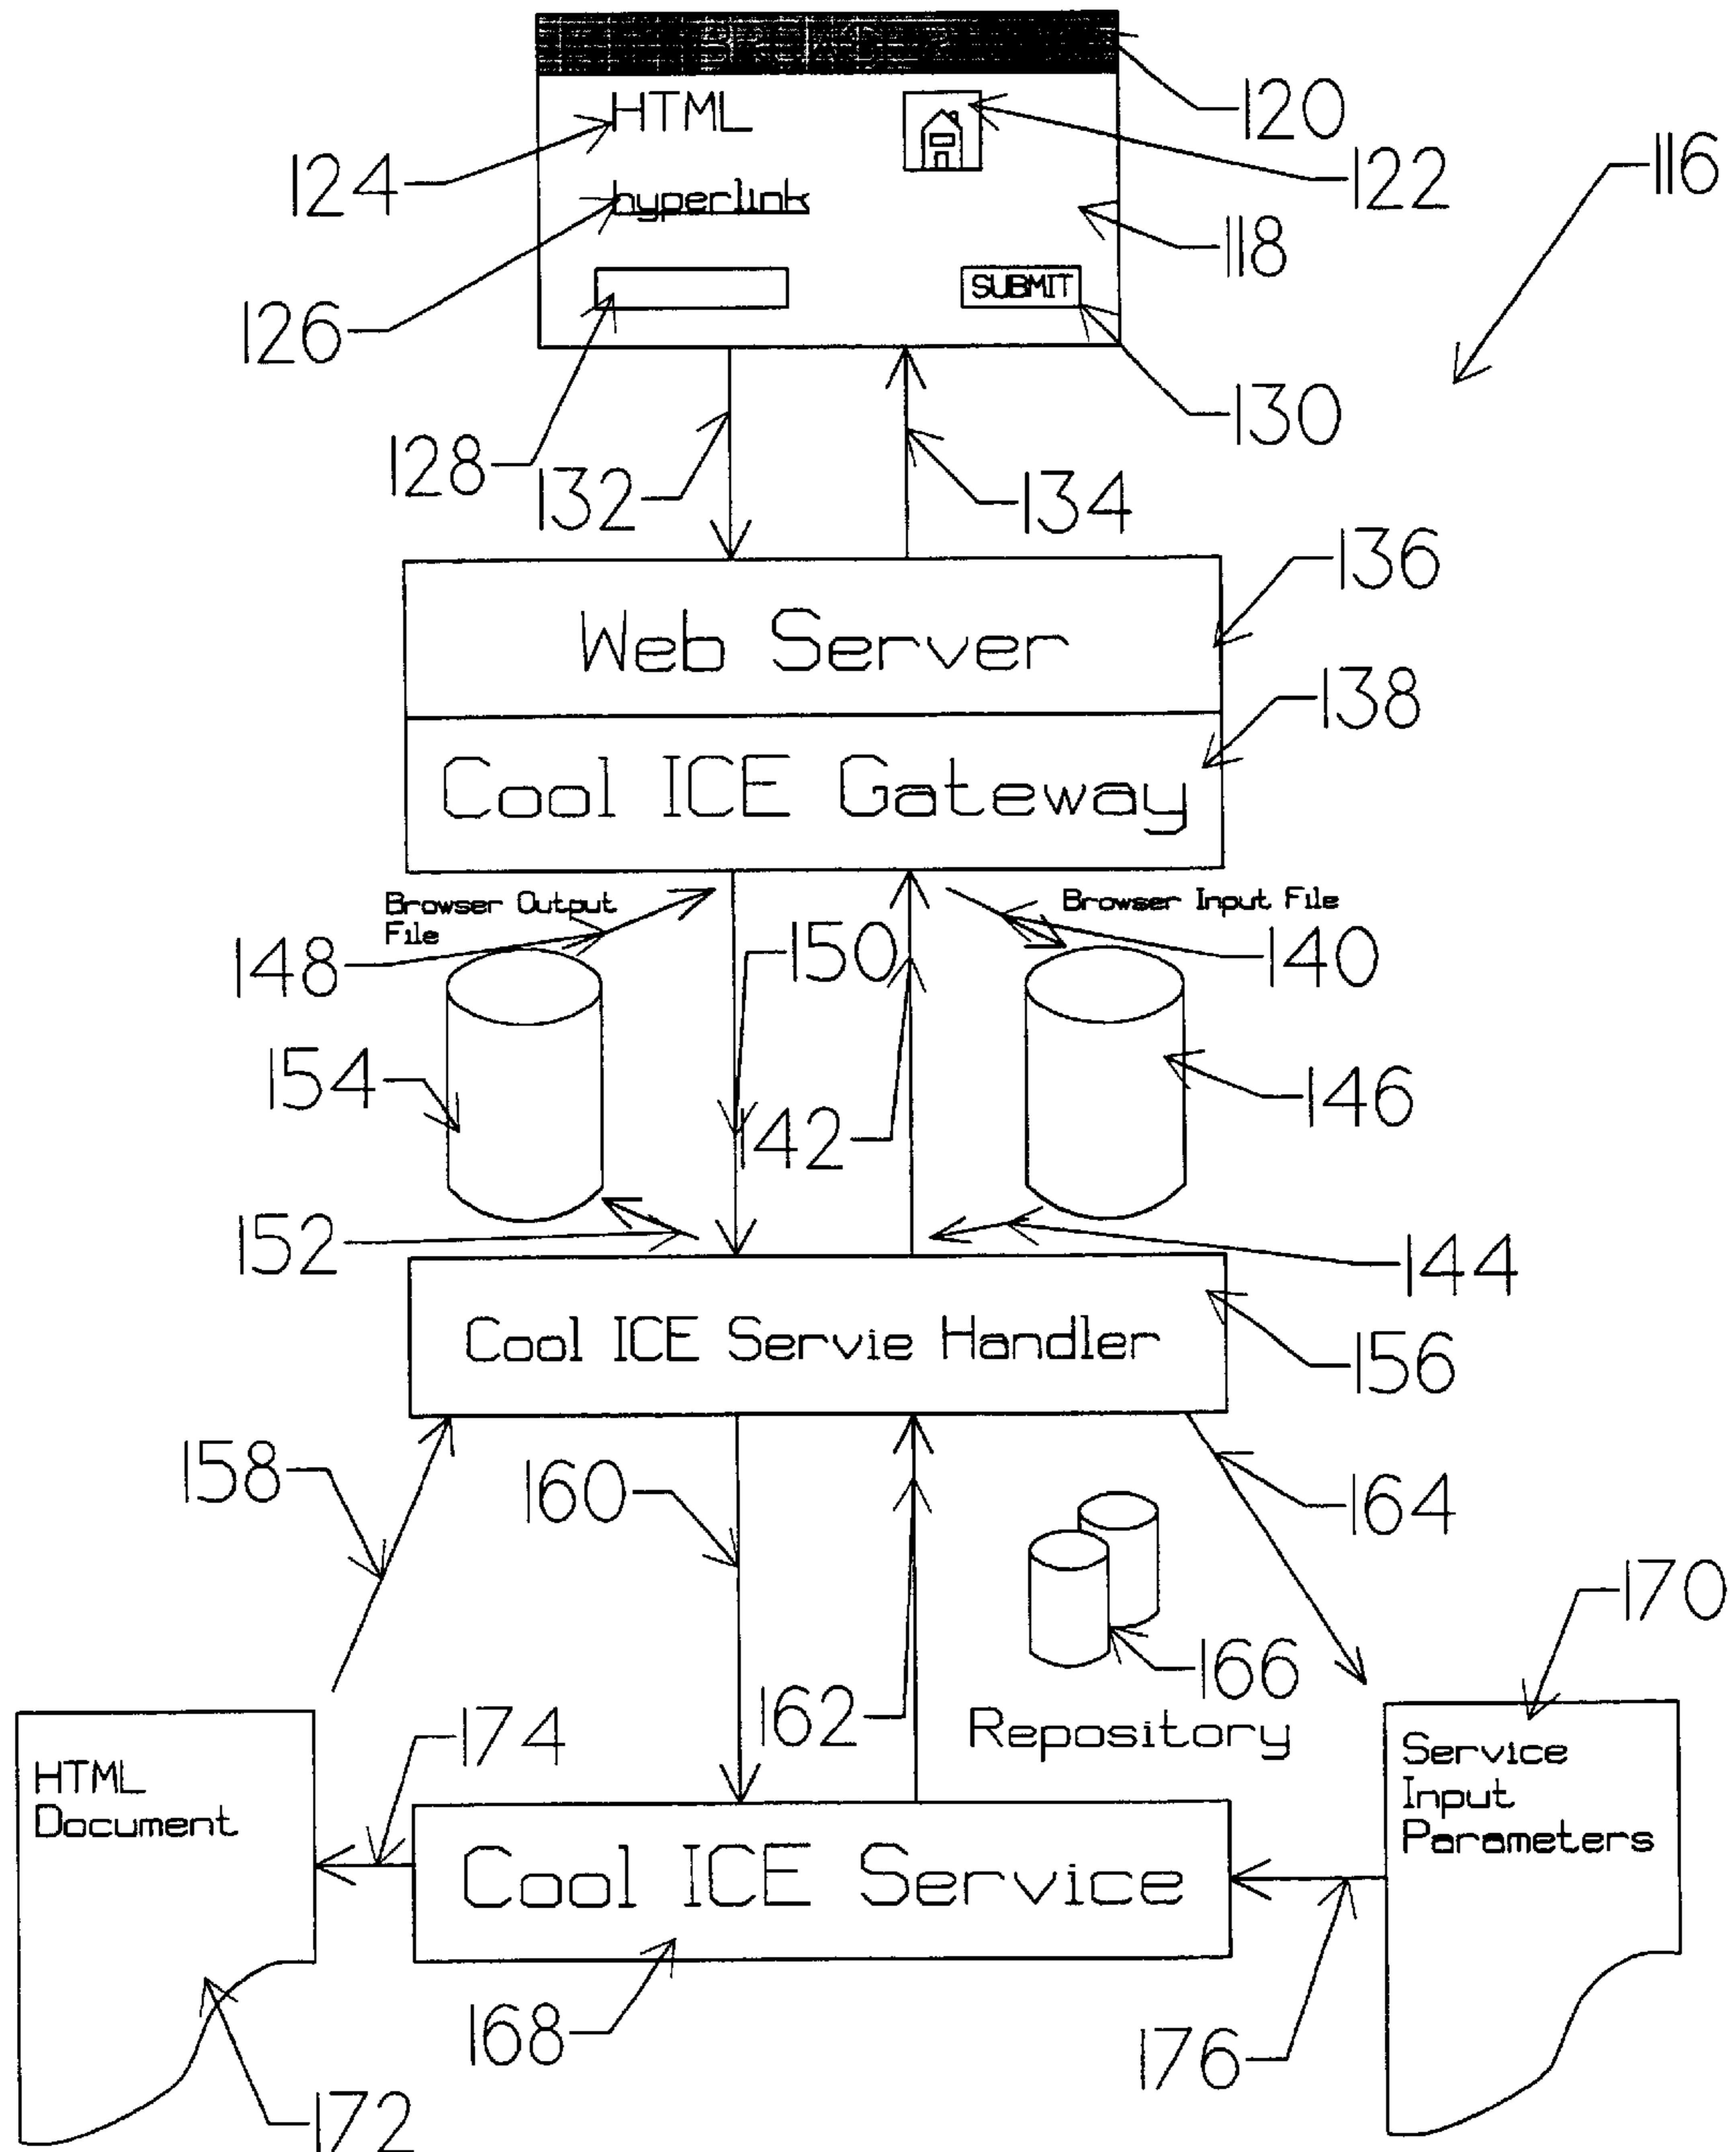 120
HTML
124
122
116
hyperlink
118
SUBMIT
126
130
128
132
134
136
Web Server
138
Cool ICE Gateway
Browser Output
File
Browser Input File
148
150
140
154
146
142
152
144
Cool ICE Servie Handler
156
158
160
164
170
166
162
Repository
174
HTML
Document
Service
Input
Parameters
Cool ICE Service
168
176
172